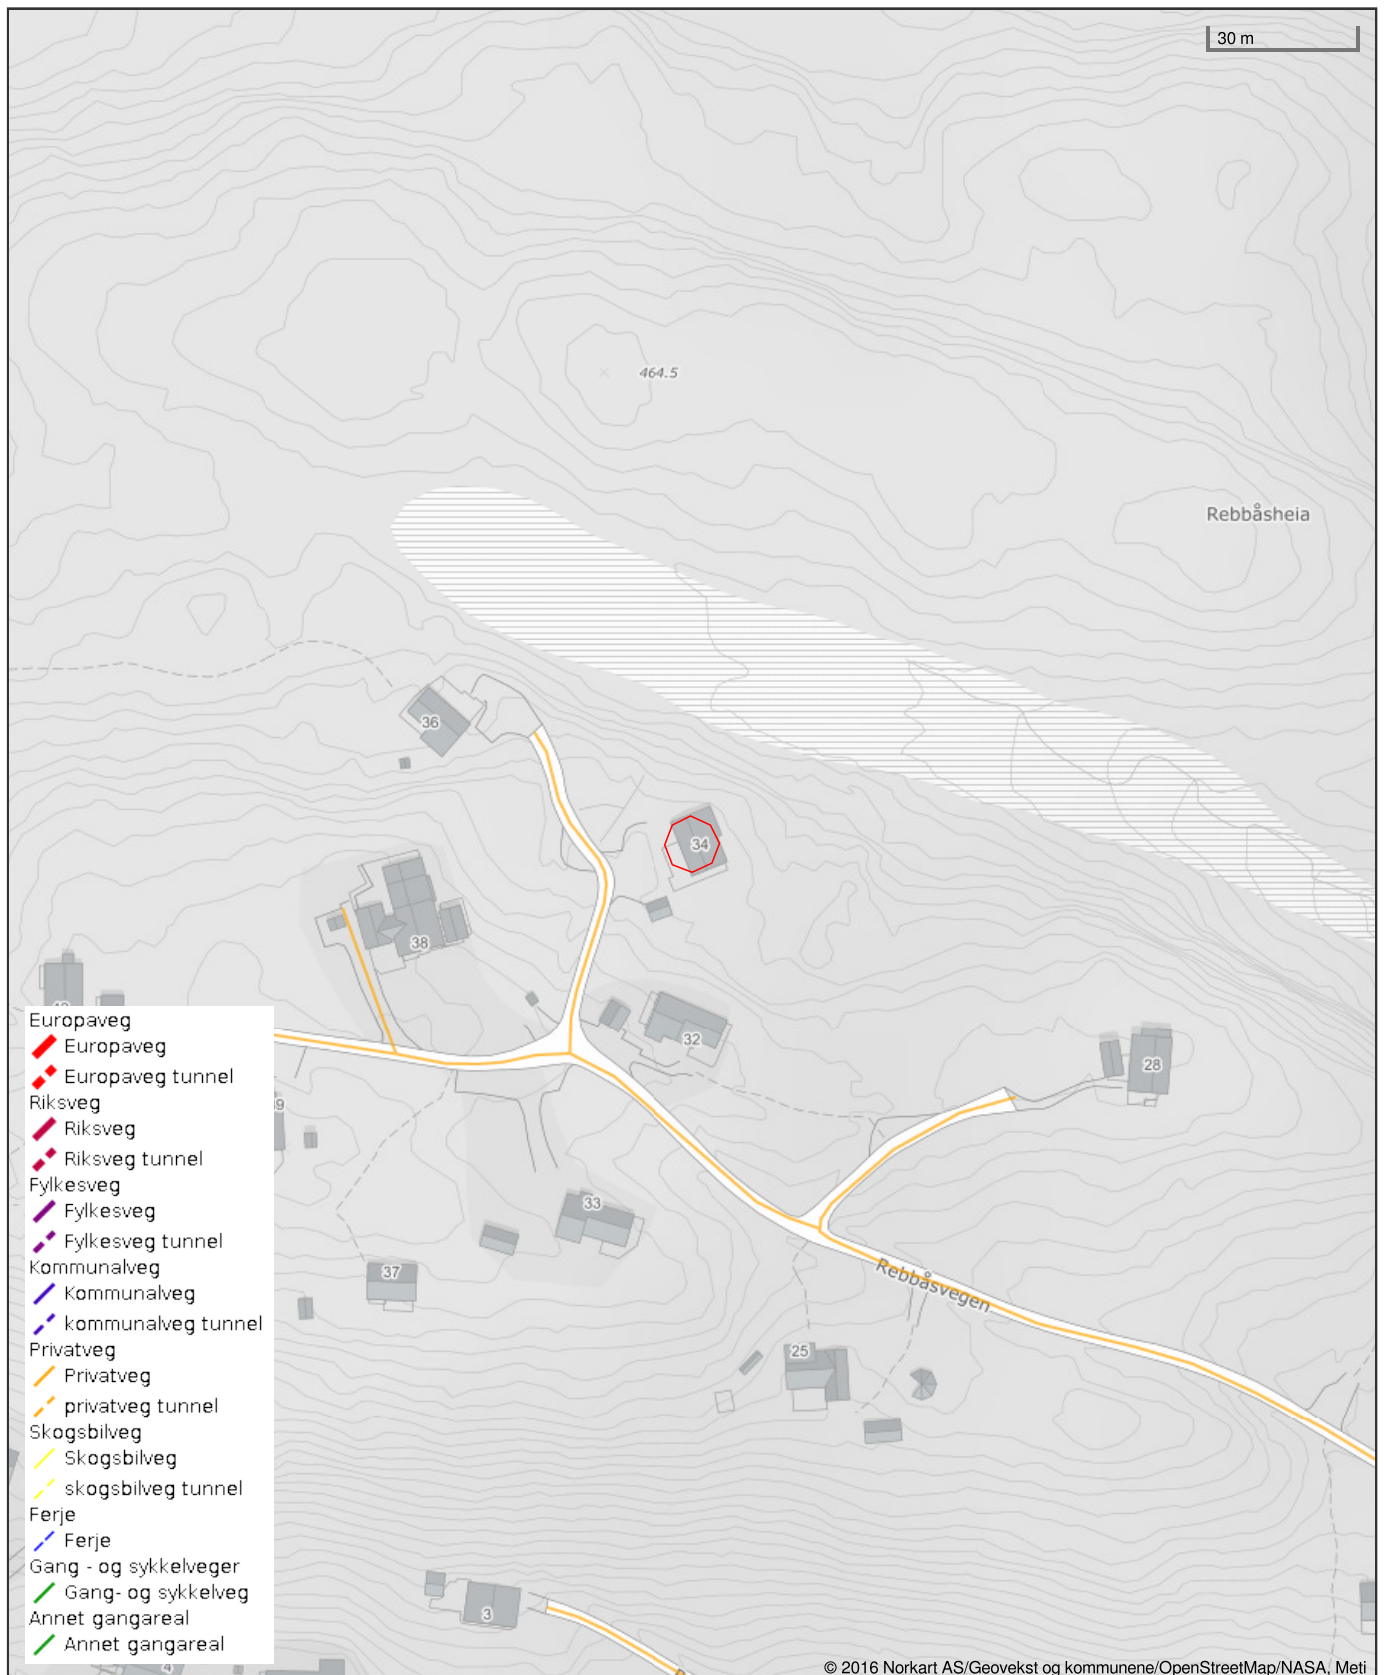 30 m
464.5
Rebbåsheia
36
34
38
32
28
33
37
Rebbåsvegen
25
3
4
Europaveg
Europaveg
Europaveg tunnel
Riksveg
Riksveg
Riksveg tunnel
Fylkesveg
Fylkesveg
Fylkesveg tunnel
Kommunalveg
Kommunalveg
kommunalveg tunnel
Privatveg
Privatveg
privatveg tunnel
Skogsbilveg
Skogsbilveg
skogsbilveg tunnel
Ferje
Ferje
Gang - og sykkelveger
Gang- og sykkelveg
Annet gangareal
Annet gangareal
© 2016 Norkart AS/Geovekst og kommunene/OpenStreetMap/NASA, Meti